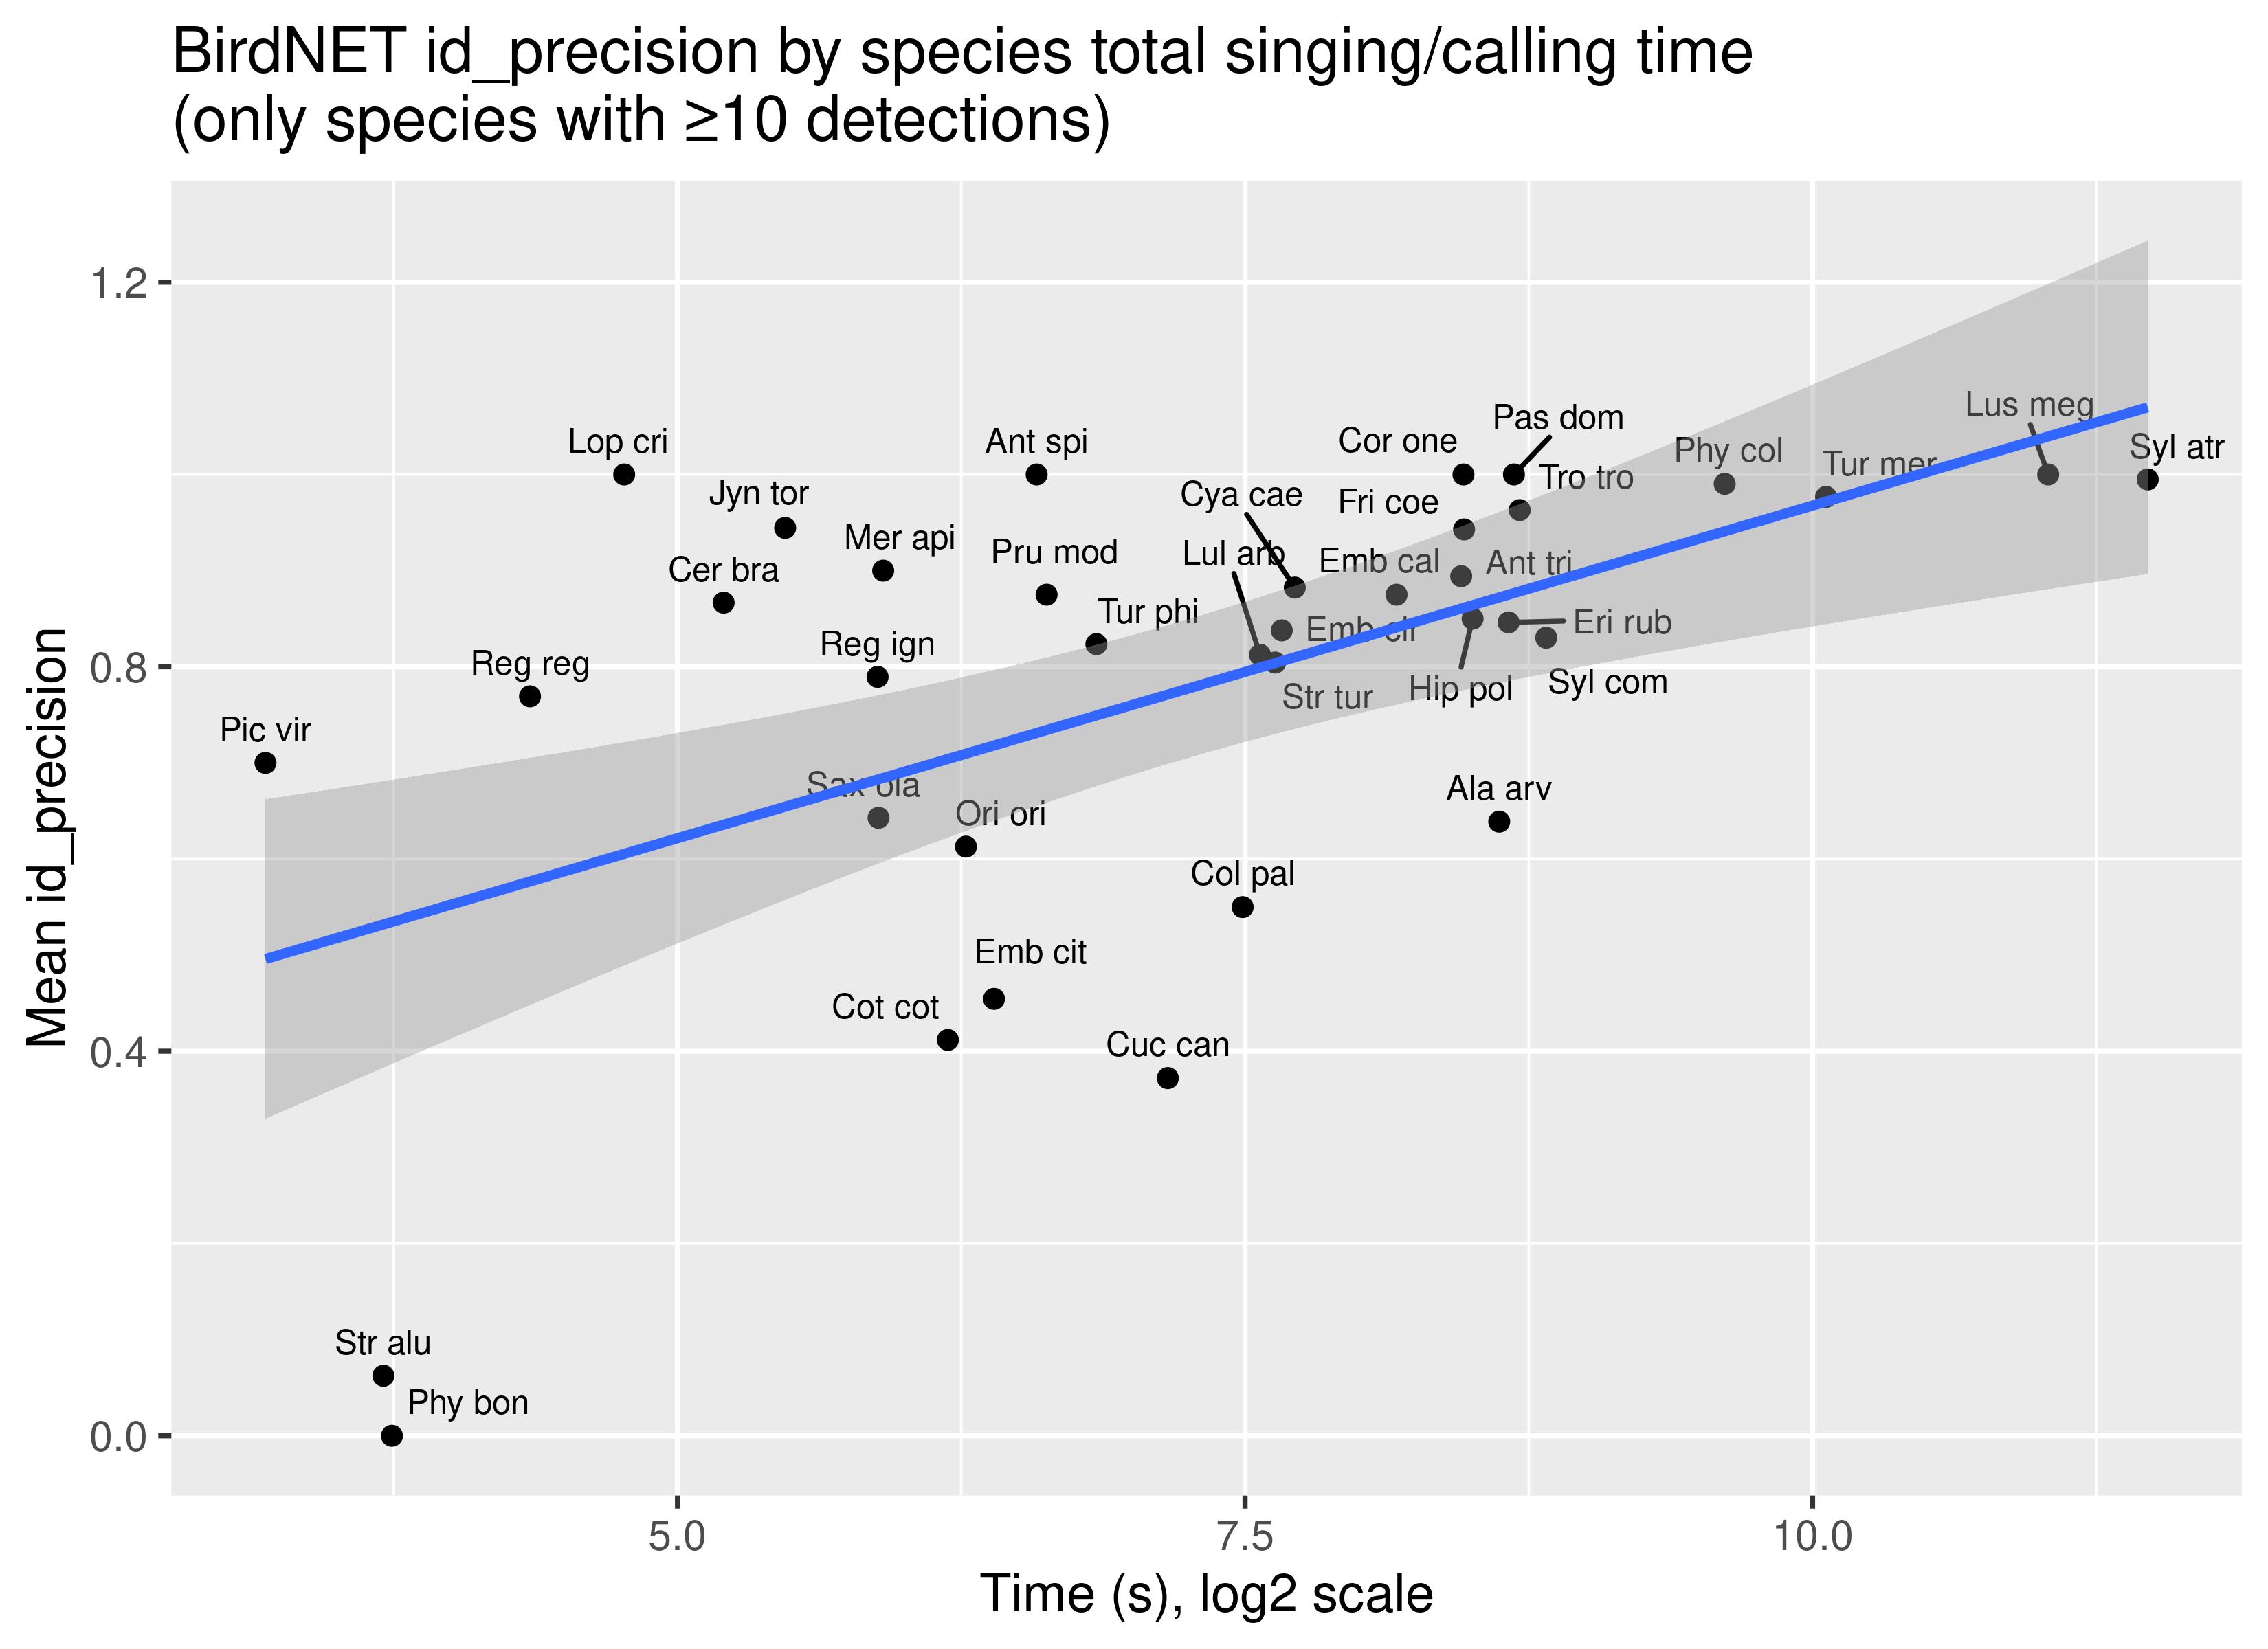 BirdNET id_precision by species total singing/calling time
(only species with ≥10 detections)
Mean id_precision
1.2
0.8
0.4
0.0
Pas dom
Lus meg
Lop cri
Ant spi
Cor one
Phy col
Syl atr
Tur mer
Tro tro
Jyn tor
Cya cae
Fri coe
Mer api
Pru mod
Lul arb
Emb cal
Ant tri
Cer bra
Tur phi
Eri rub
Emb cir
Reg ign
Reg reg
Str tur
Hip pol
Syl com
Pic vir
Sax ola
Ala arv
Ori ori
Col pal
Emb cit
Cot cot
Cuc can
Str alu
Phy bon
5.0
7.5
10.0
Time (s), log2 scale